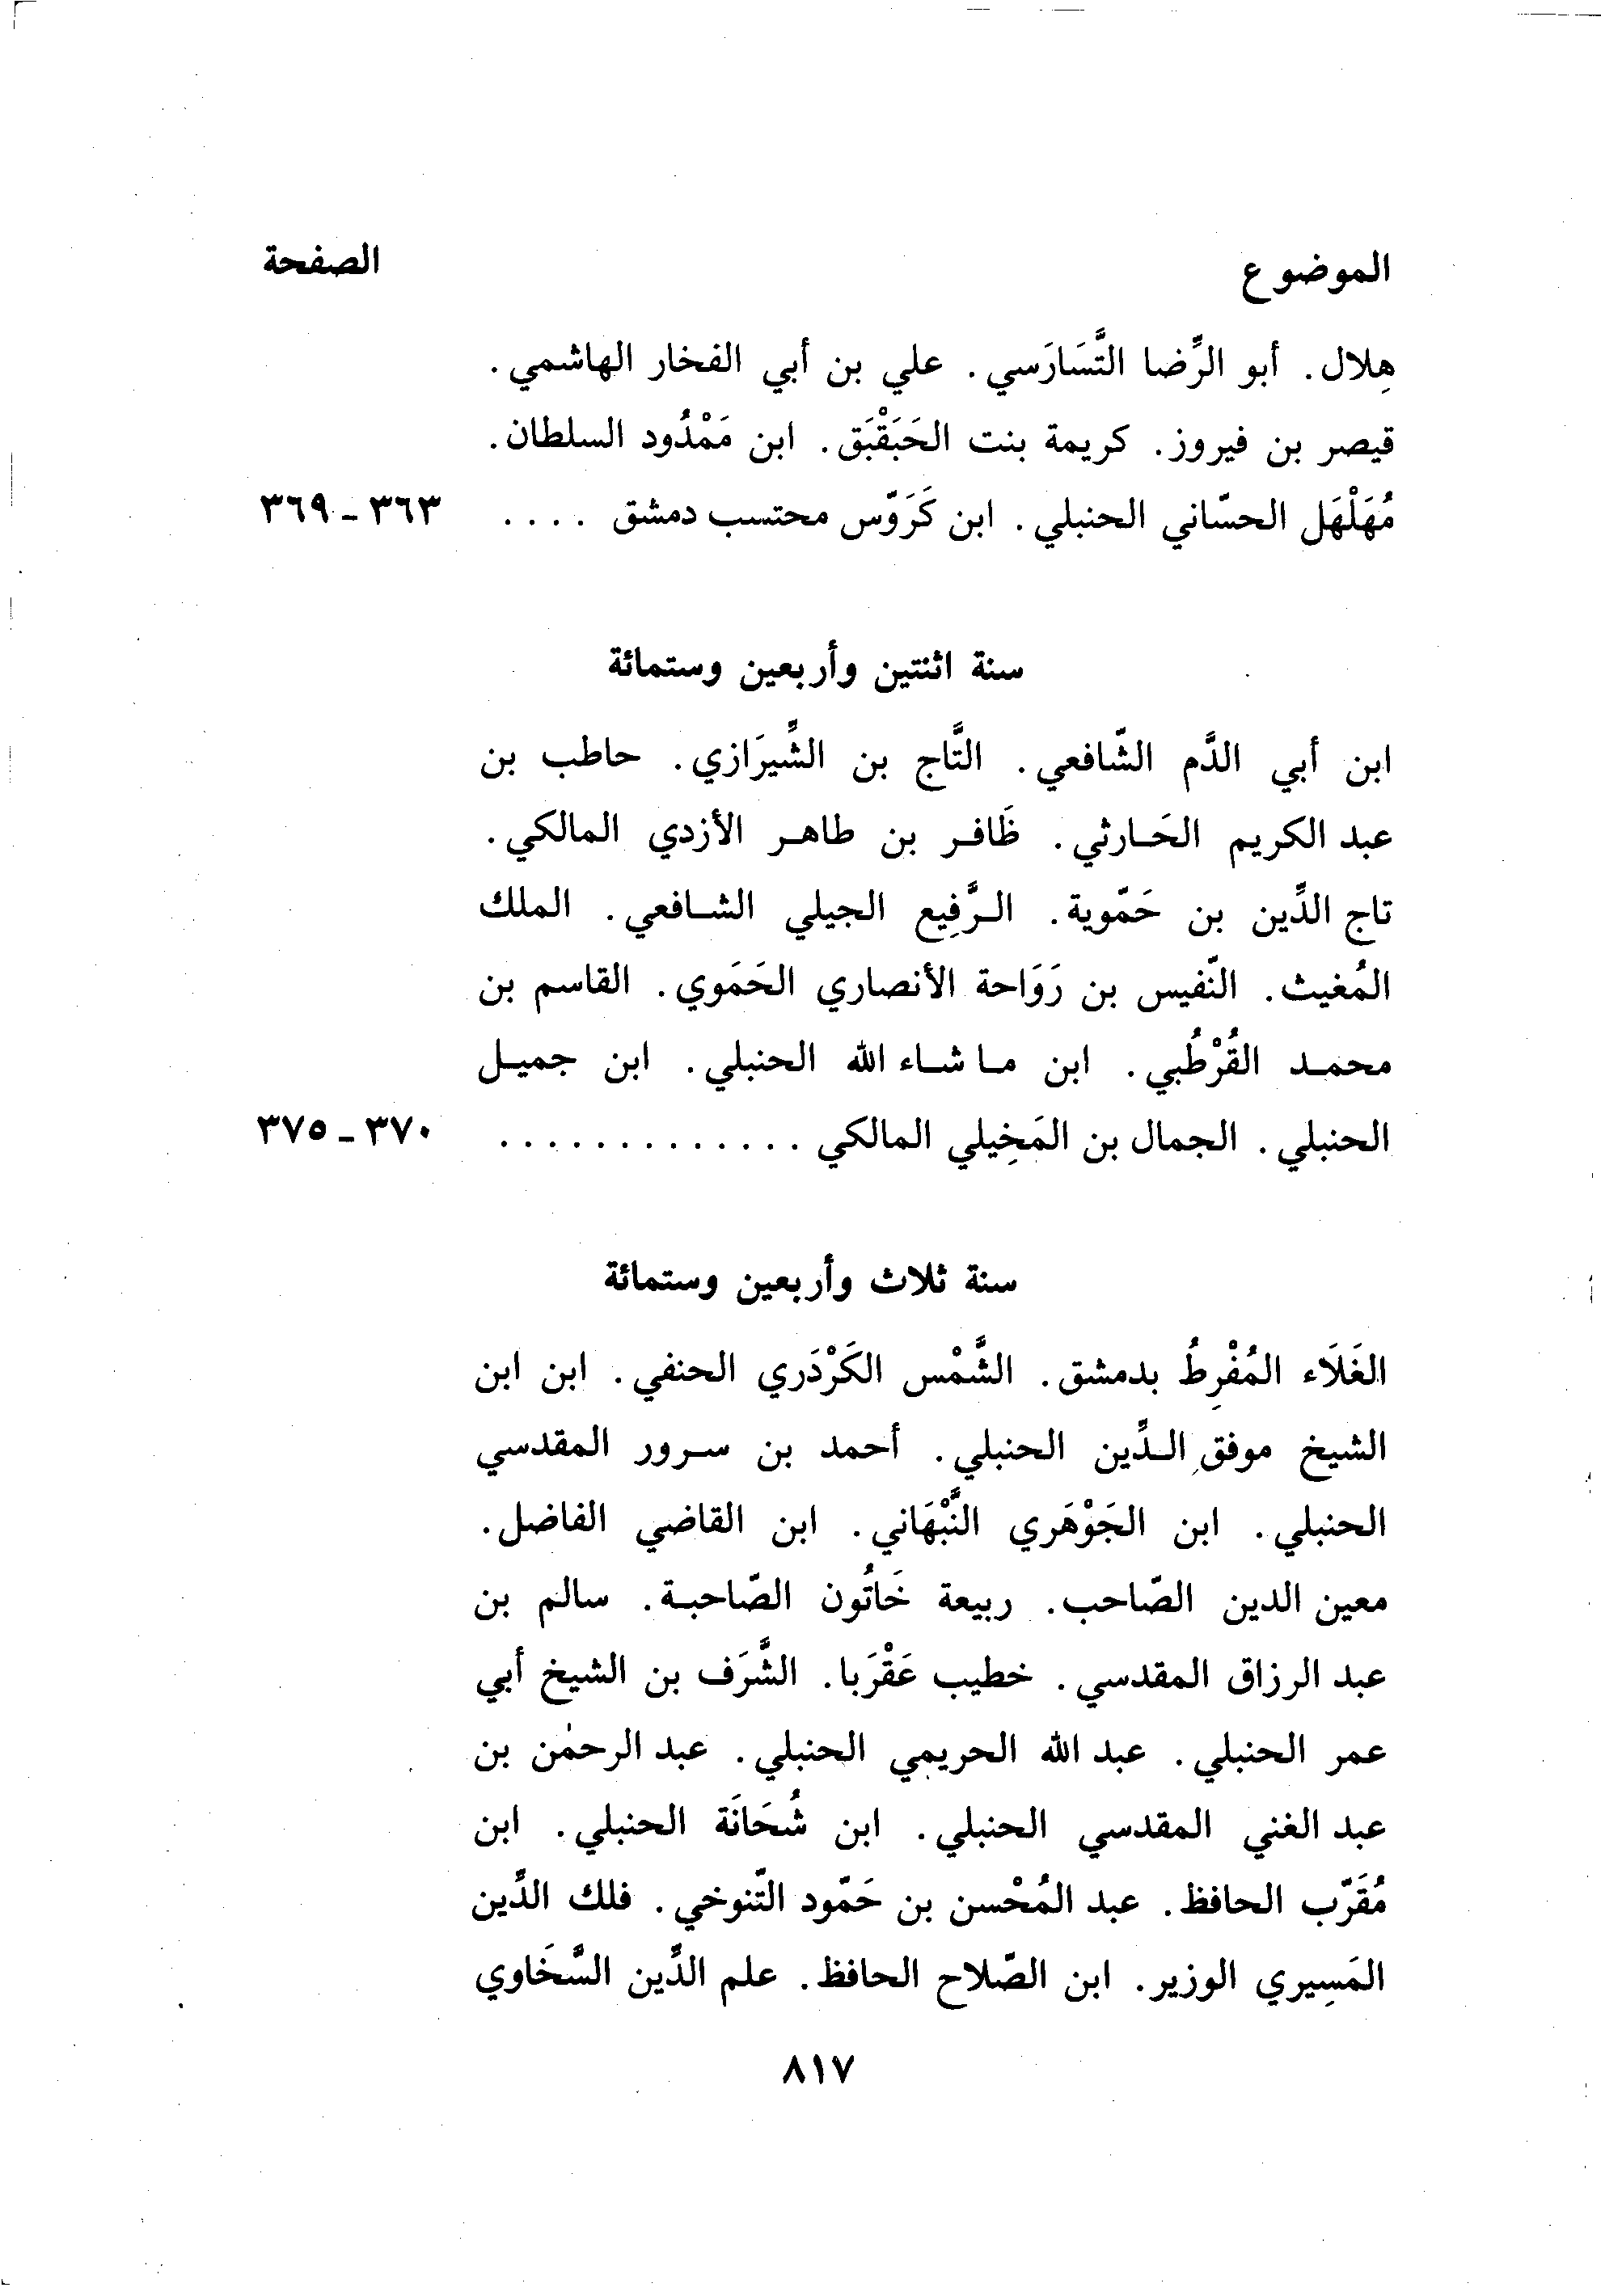 الموضوع الصفحة
هِلال. أبو الرِّضا التَّسَارَسي. علي بن أبي الفخار الهاشمي.
قيصر بن فيروز. كريمة بنت الحَبَقْبَق. ابن مَمْدُود السلطان.
مُهَلْهَل الحسّاني الحنبلي. ابن كَرَوّس محتسب دمشق .... ٣٦٣ - ٣٦٩
سنة اثنتين وأربعين وستمائة
ابن أبي الدَّم الشّافعي. التَّاج بن الشِّيرَازي. حاطب بن
عبد الكريم الحَارثي. ظَافر بن طاهر الأزدي المالكي.
تاج الدِّين بن حَمّوية. الرَّفِيع الجيلي الشافعي. الملك
المُغيث. النّفيس بن رَوَاحة الأنصاري الحَمَوي. القاسم بن
محمد القُرْطُبي. ابن ما شاء الله الحنبلي. ابن جميل
الحنبلي. الجمال بن المَخِيلي المالكي ............. ٣٧٠ - ٣٧٥
سنة ثلاث وأربعين وستمائة
الغَلَاء المُفْرِطُ بدمشق. الشَّمْس الكَرْدَري الحنفي. ابن ابن
الشيخ موفق الدِّين الحنبلي. أحمد بن سرور المقدسي
الحنبلي. ابن الجَوْهَري النَّبْهَاني. ابن القاضي الفاضل.
معين الدين الصّاحب. ربيعة خَاتُون الصّاحبة. سالم بن
عبد الرزاق المقدسي. خطيب عَقْرَبا. الشَّرَف بن الشيخ أبي
عمر الحنبلي. عبد الله الحريمي الحنبلي. عبد الرحمٰن بن
عبد الغني المقدسي الحنبلي. ابن شُحَانَة الحنبلي. ابن
مُقَرّب الحافظ. عبد المُحْسن بن حَمّود التّنوخي. فلك الدِّين
المَسِيري الوزير. ابن الصّلاح الحافظ. علم الدِّين السَّخَاوي
٨١٧